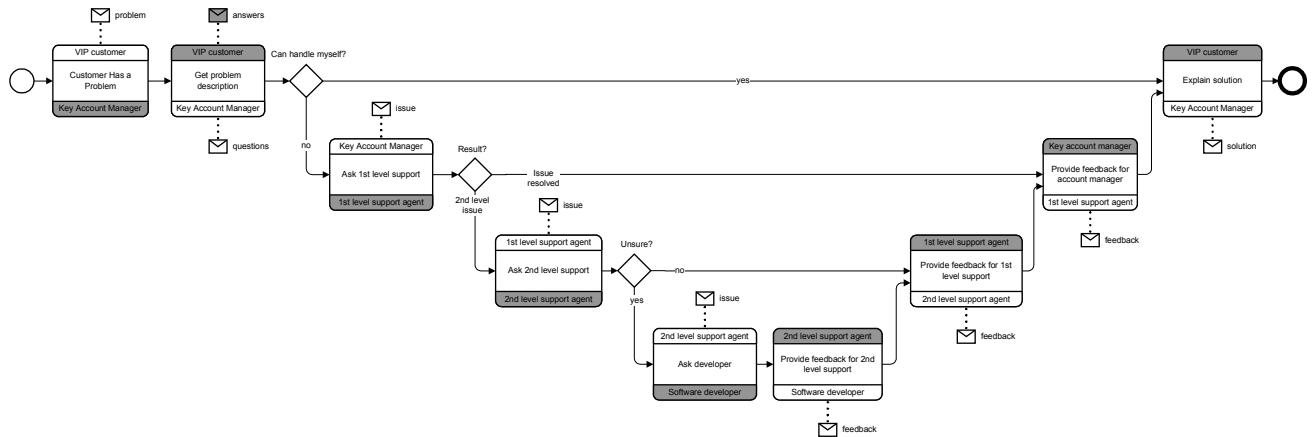 problem
answers
VIP customer
Customer Has a
Problem
Key Account Manager
VIP customer
Get problem
description
Key Account Manager
questions
Can handle myself?
yes
no
VIP customer
Explain solution
Key Account Manager
solution
issue
Key Account Manager
Ask 1st level support
1st level support agent
Result?
Issue
resolved
2nd level
issue
Key account manager
Provide feedback for
account manager
1st level support agent
feedback
issue
1st level support agent
Ask 2nd level support
2nd level support agent
Unsure?
no
yes
1st level support agent
Provide feedback for 1st
level support
2nd level support agent
feedback
issue
2nd level support agent
Ask developer
Software developer
2nd level support agent
Provide feedback for 2nd
level support
Software developer
feedback